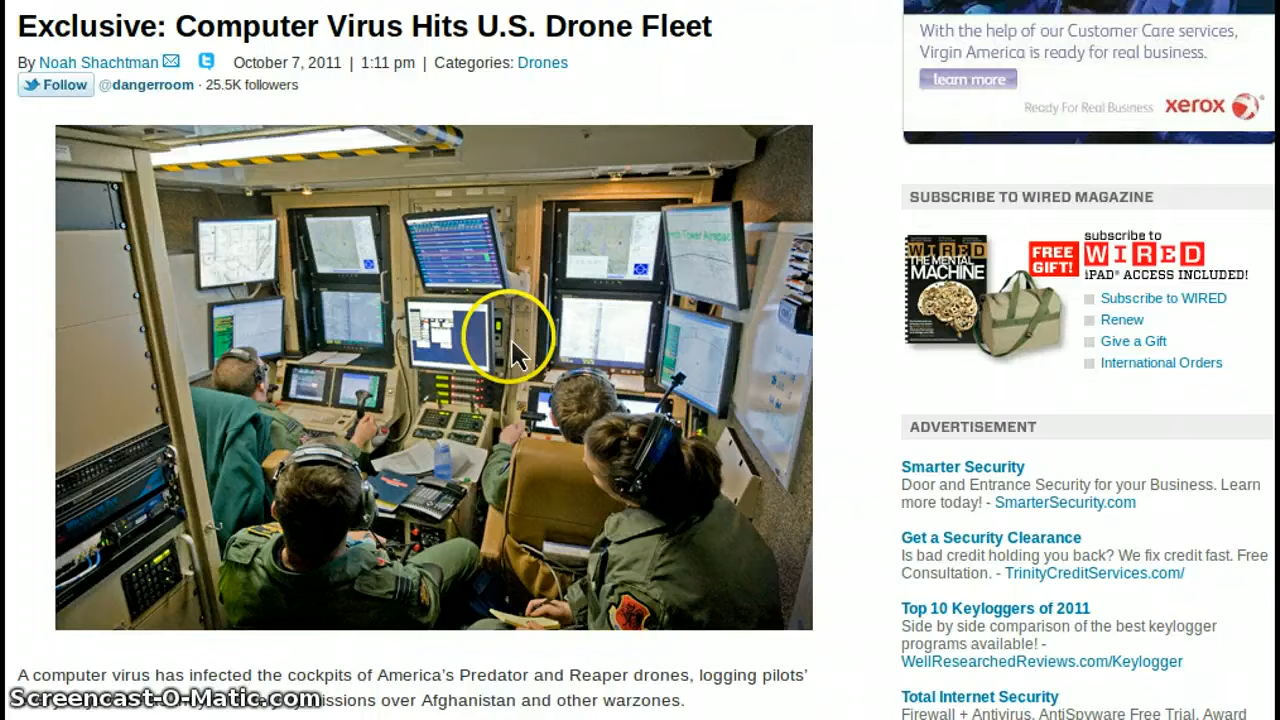 Exclusive: Computer Virus Hits U.S. Drone Fleet
By Noah Shachtman October 7, 2011 | 1:11 pm | Categories: Drones
Follow @dangerroom · 25.5K followers
A computer virus has infected the cockpits of America's Predator and Reaper drones, logging pilots'
missions over Afghanistan and other warzones.
Screencast-O-Matic.com
With the help of our Customer Care services,
Virgin America is ready for real business.
learn more
Ready For Real Business xerox
SUBSCRIBE TO WIRED MAGAZINE
WIRED
THE MENTAL
MACHINE
FREE
GIFT!
subscribe to
WIRED
iPAD® ACCESS INCLUDED!
Subscribe to WIRED
Renew
Give a Gift
International Orders
ADVERTISEMENT
Smarter Security
Door and Entrance Security for your Business. Learn
more today! - SmarterSecurity.com
Get a Security Clearance
Is bad credit holding you back? We fix credit fast. Free
Consultation. - TrinityCreditServices.com/
Top 10 Keyloggers of 2011
Side by side comparison of the best keylogger
programs available! -
WellResearchedReviews.com/Keylogger
Total Internet Security
Firewall + Antivirus, AntiSpyware Free Trial, Award